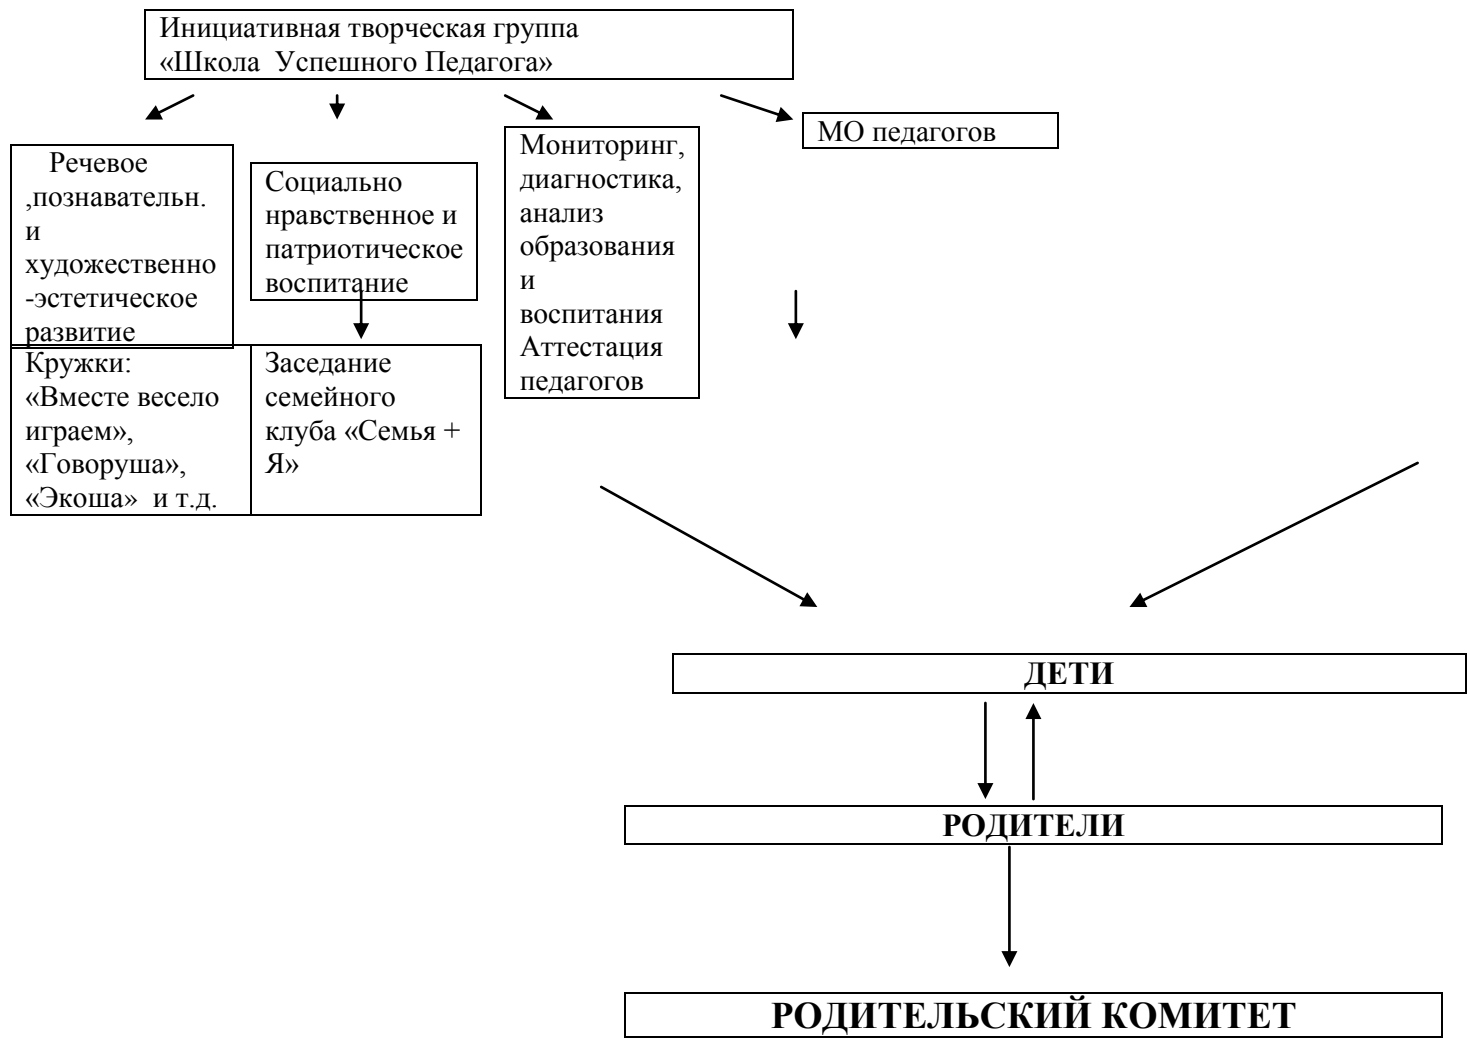 Инициативная творческая группа
«Школа Успешного Педагога»
МО педагогов
Речевое
,познавательн.
и
художественно
-эстетическое
развитие
Социально
нравственное и
патриотическое
воспитание
Мониторинг,
диагностика,
анализ
образования
и
воспитания
Аттестация
педагогов
Кружки:
«Вместе весело
играем»,
«Говоруша»,
«Экоша» и т.д.
Заседание
семейного
клуба «Семья +
Я»
ДЕТИ
РОДИТЕЛИ
РОДИТЕЛЬСКИЙ КОМИТЕТ